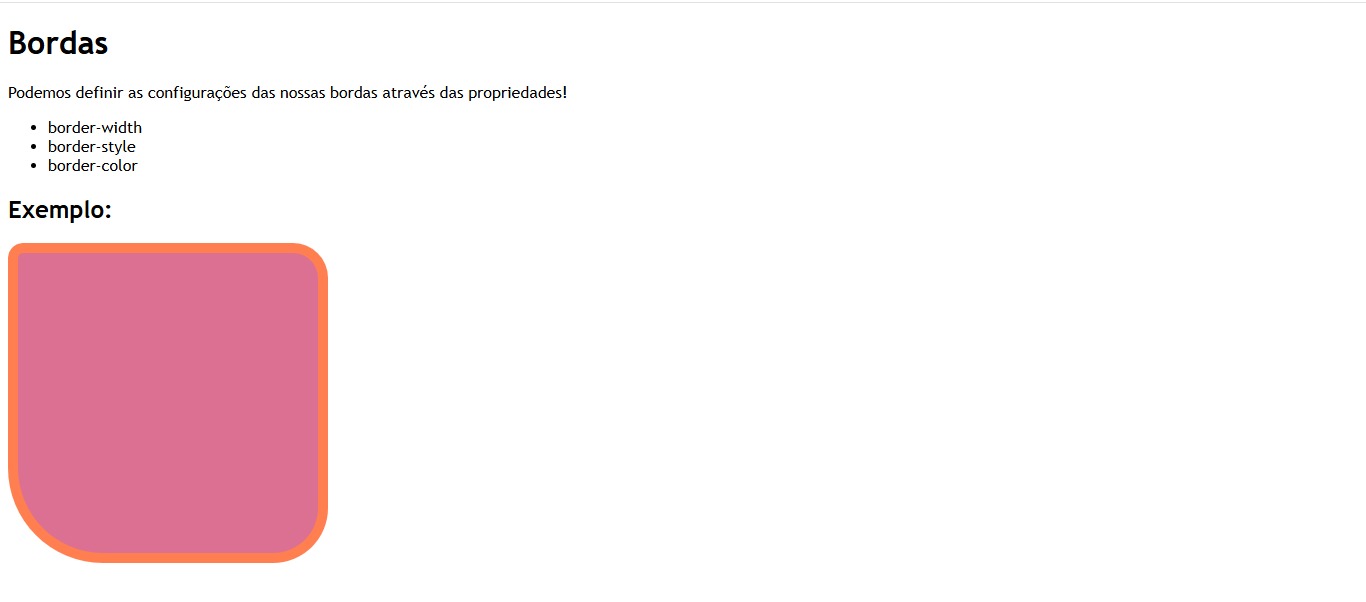 Bordas
Podemos definir as configurações das nossas bordas através das propriedades!
border-width
border-style
border-color
Exemplo: